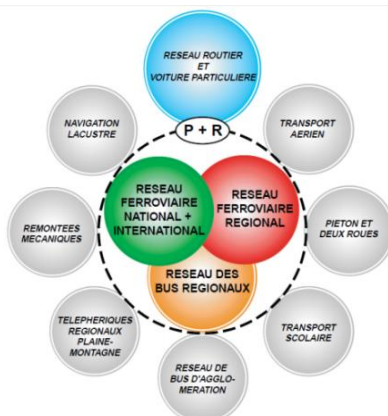 RESEAU ROUTIER
ET
VOITURE PARTICULIERE
P + R
NAVIGATION
LACUSTRE
TRANSPORT
AERIEN
RESEAU
FERROVIAIRE
NATIONAL +
INTERNATIONAL
RESEAU
FERROVIAIRE
REGIONAL
REMONTEES
MECANIQUES
PIETON ET
DEUX ROUES
RESEAU DES
BUS REGIONAUX
TELEPHERIQUES
REGIONAUX
PLAINE-
MONTAGNE
TRANSPORT
SCOLAIRE
RESEAU DE
BUS D'AGGLO-
MERATION